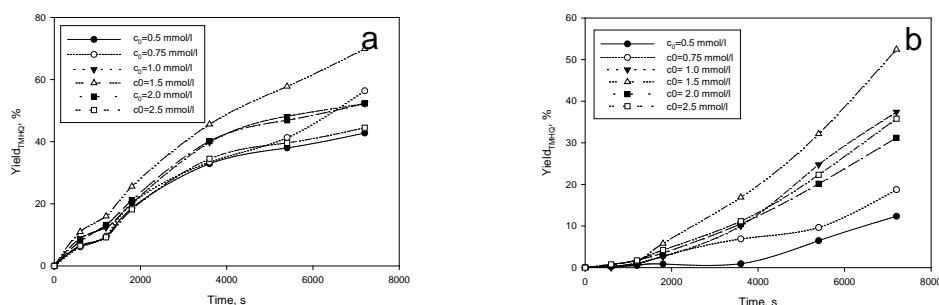 a
80
60
40
20
0
Yield_TMHQ, %
c₀=0.5 mmol/l
c₀=0.75 mmol/l
c₀= 1.0 mmol/l
c0=1.5 mmol/l
c₀=2.0 mmol/l
c0=2.5 mmol/l
0 2000 4000 6000 8000
Time, s
b
60
50
40
30
20
10
0
Yield_TMHQ, %
c₀=0.5 mmol/l
c0=0.75 mmol/l
c0= 1.0 mmol/l
c0= 1.5 mmol/l
c0= 2.0 mmol/l
c0=2.5 mmol/l
0 2000 4000 6000 8000
Time, s